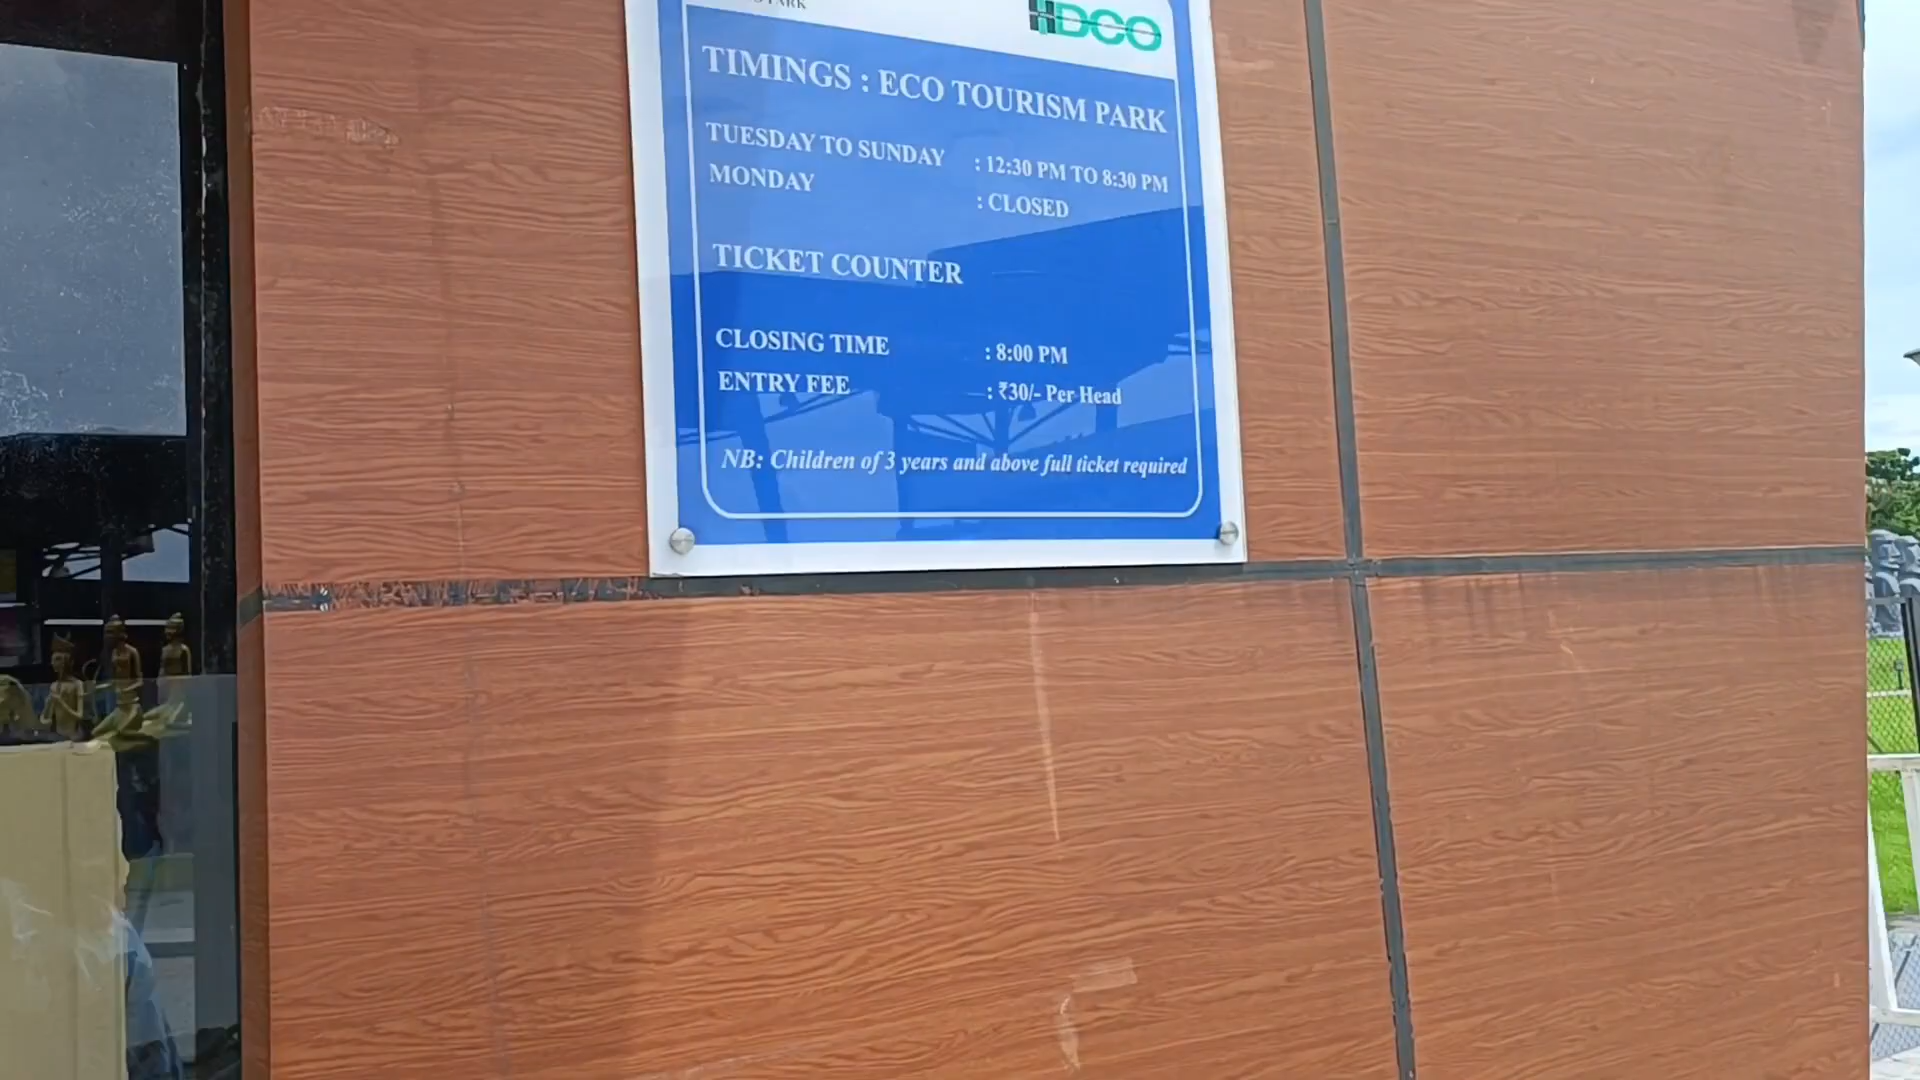 PARK
HIDCO
TIMINGS : ECO TOURISM PARK
TUESDAY TO SUNDAY : 12:30 PM TO 8:30 PM
MONDAY : CLOSED
TICKET COUNTER
CLOSING TIME : 8:00 PM
ENTRY FEE : ₹30/- Per Head
NB: Children of 3 years and above full ticket required